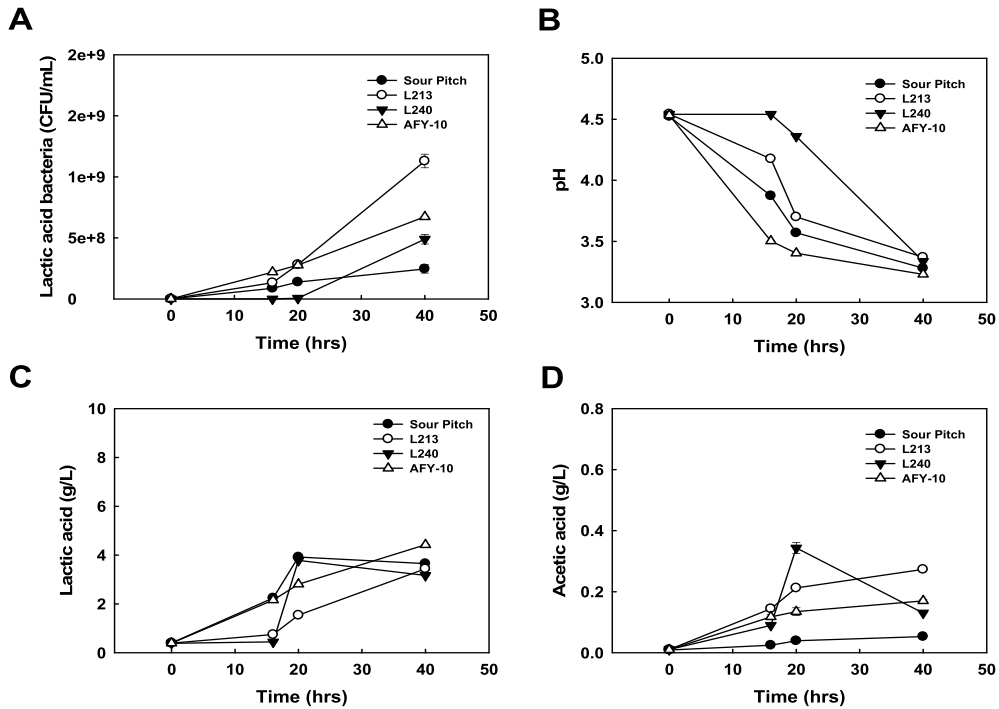 A
Lactic acid bacteria (CFU/mL)
2e+9
2e+9
1e+9
5e+8
0
0 10 20 30 40 50
Time (hrs)
Sour Pitch
L213
L240
AFY-10
B
pH
5.0
4.5
4.0
3.5
3.0
0 10 20 30 40 50
Time (hrs)
Sour Pitch
L213
L240
AFY-10
C
Lactic acid (g/L)
10
8
6
4
2
0
0 10 20 30 40 50
Time (hrs)
Sour Pitch
L213
L240
AFY-10
D
Acetic acid (g/L)
0.8
0.6
0.4
0.2
0.0
0 10 20 30 40 50
Time (hrs)
Sour Pitch
L213
L240
AFY-10